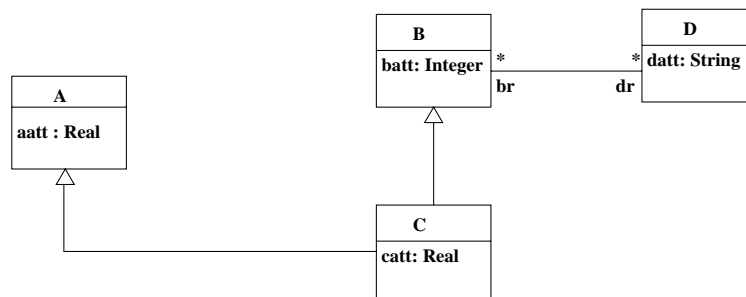 A
aatt : Real
B
batt: Integer
*
br
*
dr
D
datt: String
C
catt: Real